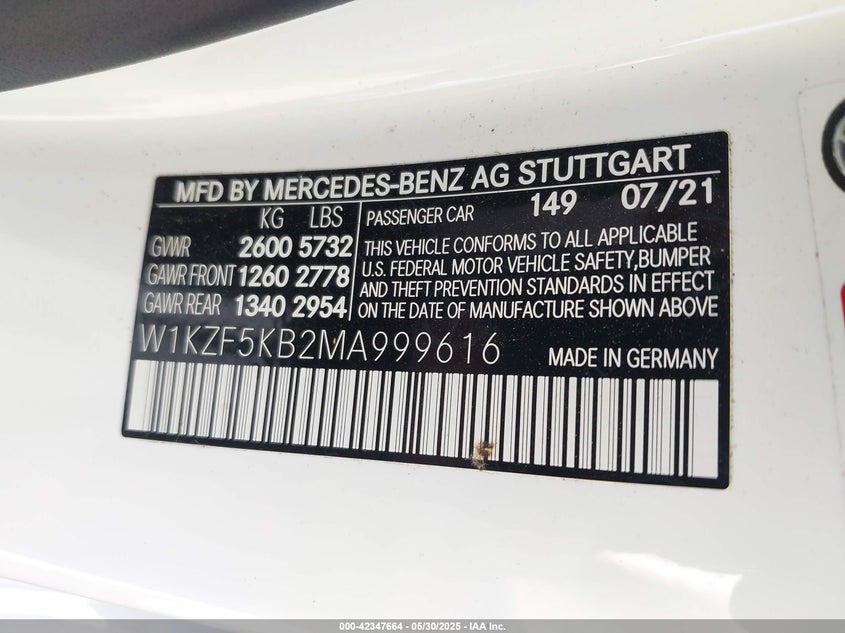 MFD BY MERCEDES-BENZ AG STUTTGART
KG LBS
GVWR 2600 5732
GAWR FRONT 1260 2778
GAWR REAR 1340 2954
PASSENGER CAR 149 07/21
THIS VEHICLE CONFORMS TO ALL APPLICABLE
U.S. FEDERAL MOTOR VEHICLE SAFETY,BUMPER
AND THEFT PREVENTION STANDARDS IN EFFECT
ON THE DATE OF MANUFACTURE SHOWN ABOVE
W1KZF5KB2MA999616
MADE IN GERMANY
000-42347664 - 05/30/2025 - IAA Inc.